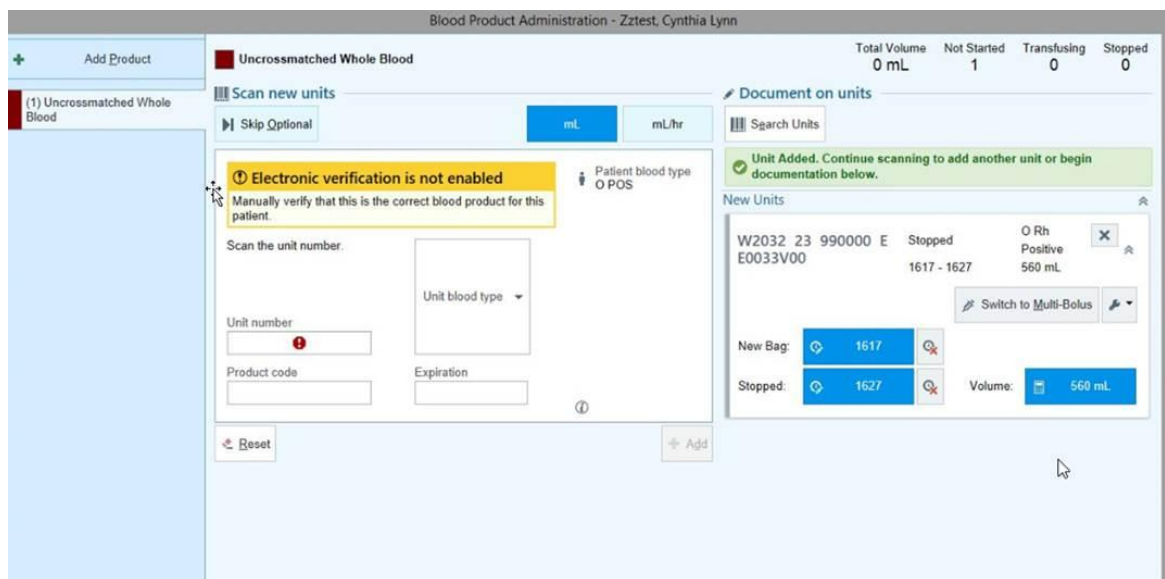 Blood Product Administration - Zztest, Cynthia Lynn
Add Product
(1) Uncrossmatched Whole
Blood
Uncrossmatched Whole Blood
Total Volume
0 mL
Not Started
1
Transfusing
0
Stopped
0
Scan new units
Skip Optional
mL
mL/hr
Electronic verification is not enabled
Manually verify that this is the correct blood product for this
patient.
Patient blood type
O POS
Scan the unit number.
Unit blood type
Unit number
Product code
Expiration
Reset
Add
Document on units
Search Units
Unit Added. Continue scanning to add another unit or begin
documentation below.
New Units
W2032 23 990000 E
E0033V00
Stopped
1617 - 1627
O Rh
Positive
560 mL
Switch to Multi-Bolus
New Bag:
1617
Stopped:
1627
Volume:
560 mL